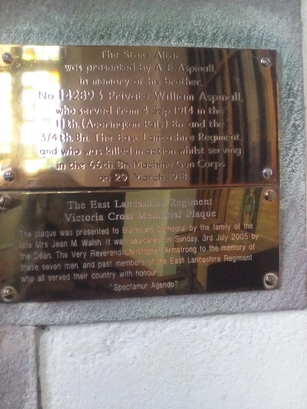 The Stone Altar
was presented by A. E. Aspinall,
in memory of his brother,
No 142893 Private William Aspinall,
who served from 4 Sep 1914 in the
11th. (Accrington Pals) Bn. and the
3/4th. Bn. The East Lancashire Regiment,
and who was killed in action whilst serving
in the 66th. Bn. Machine Gun Corps.
on 29 March 1918
The East Lancashire Regiment
Victoria Cross Memorial Plaque
The plaque was presented to Blackburn Cathedral by the family of the
late Mrs Jean M. Walsh. It was dedicated on Sunday, 3rd July 2005 by
the Dean, The Very Reverend Christopher Armstrong to the memory of
these seven men, and past members of the East Lancashire Regiment
who all served their country with honour.
"Spectamur Agendo"